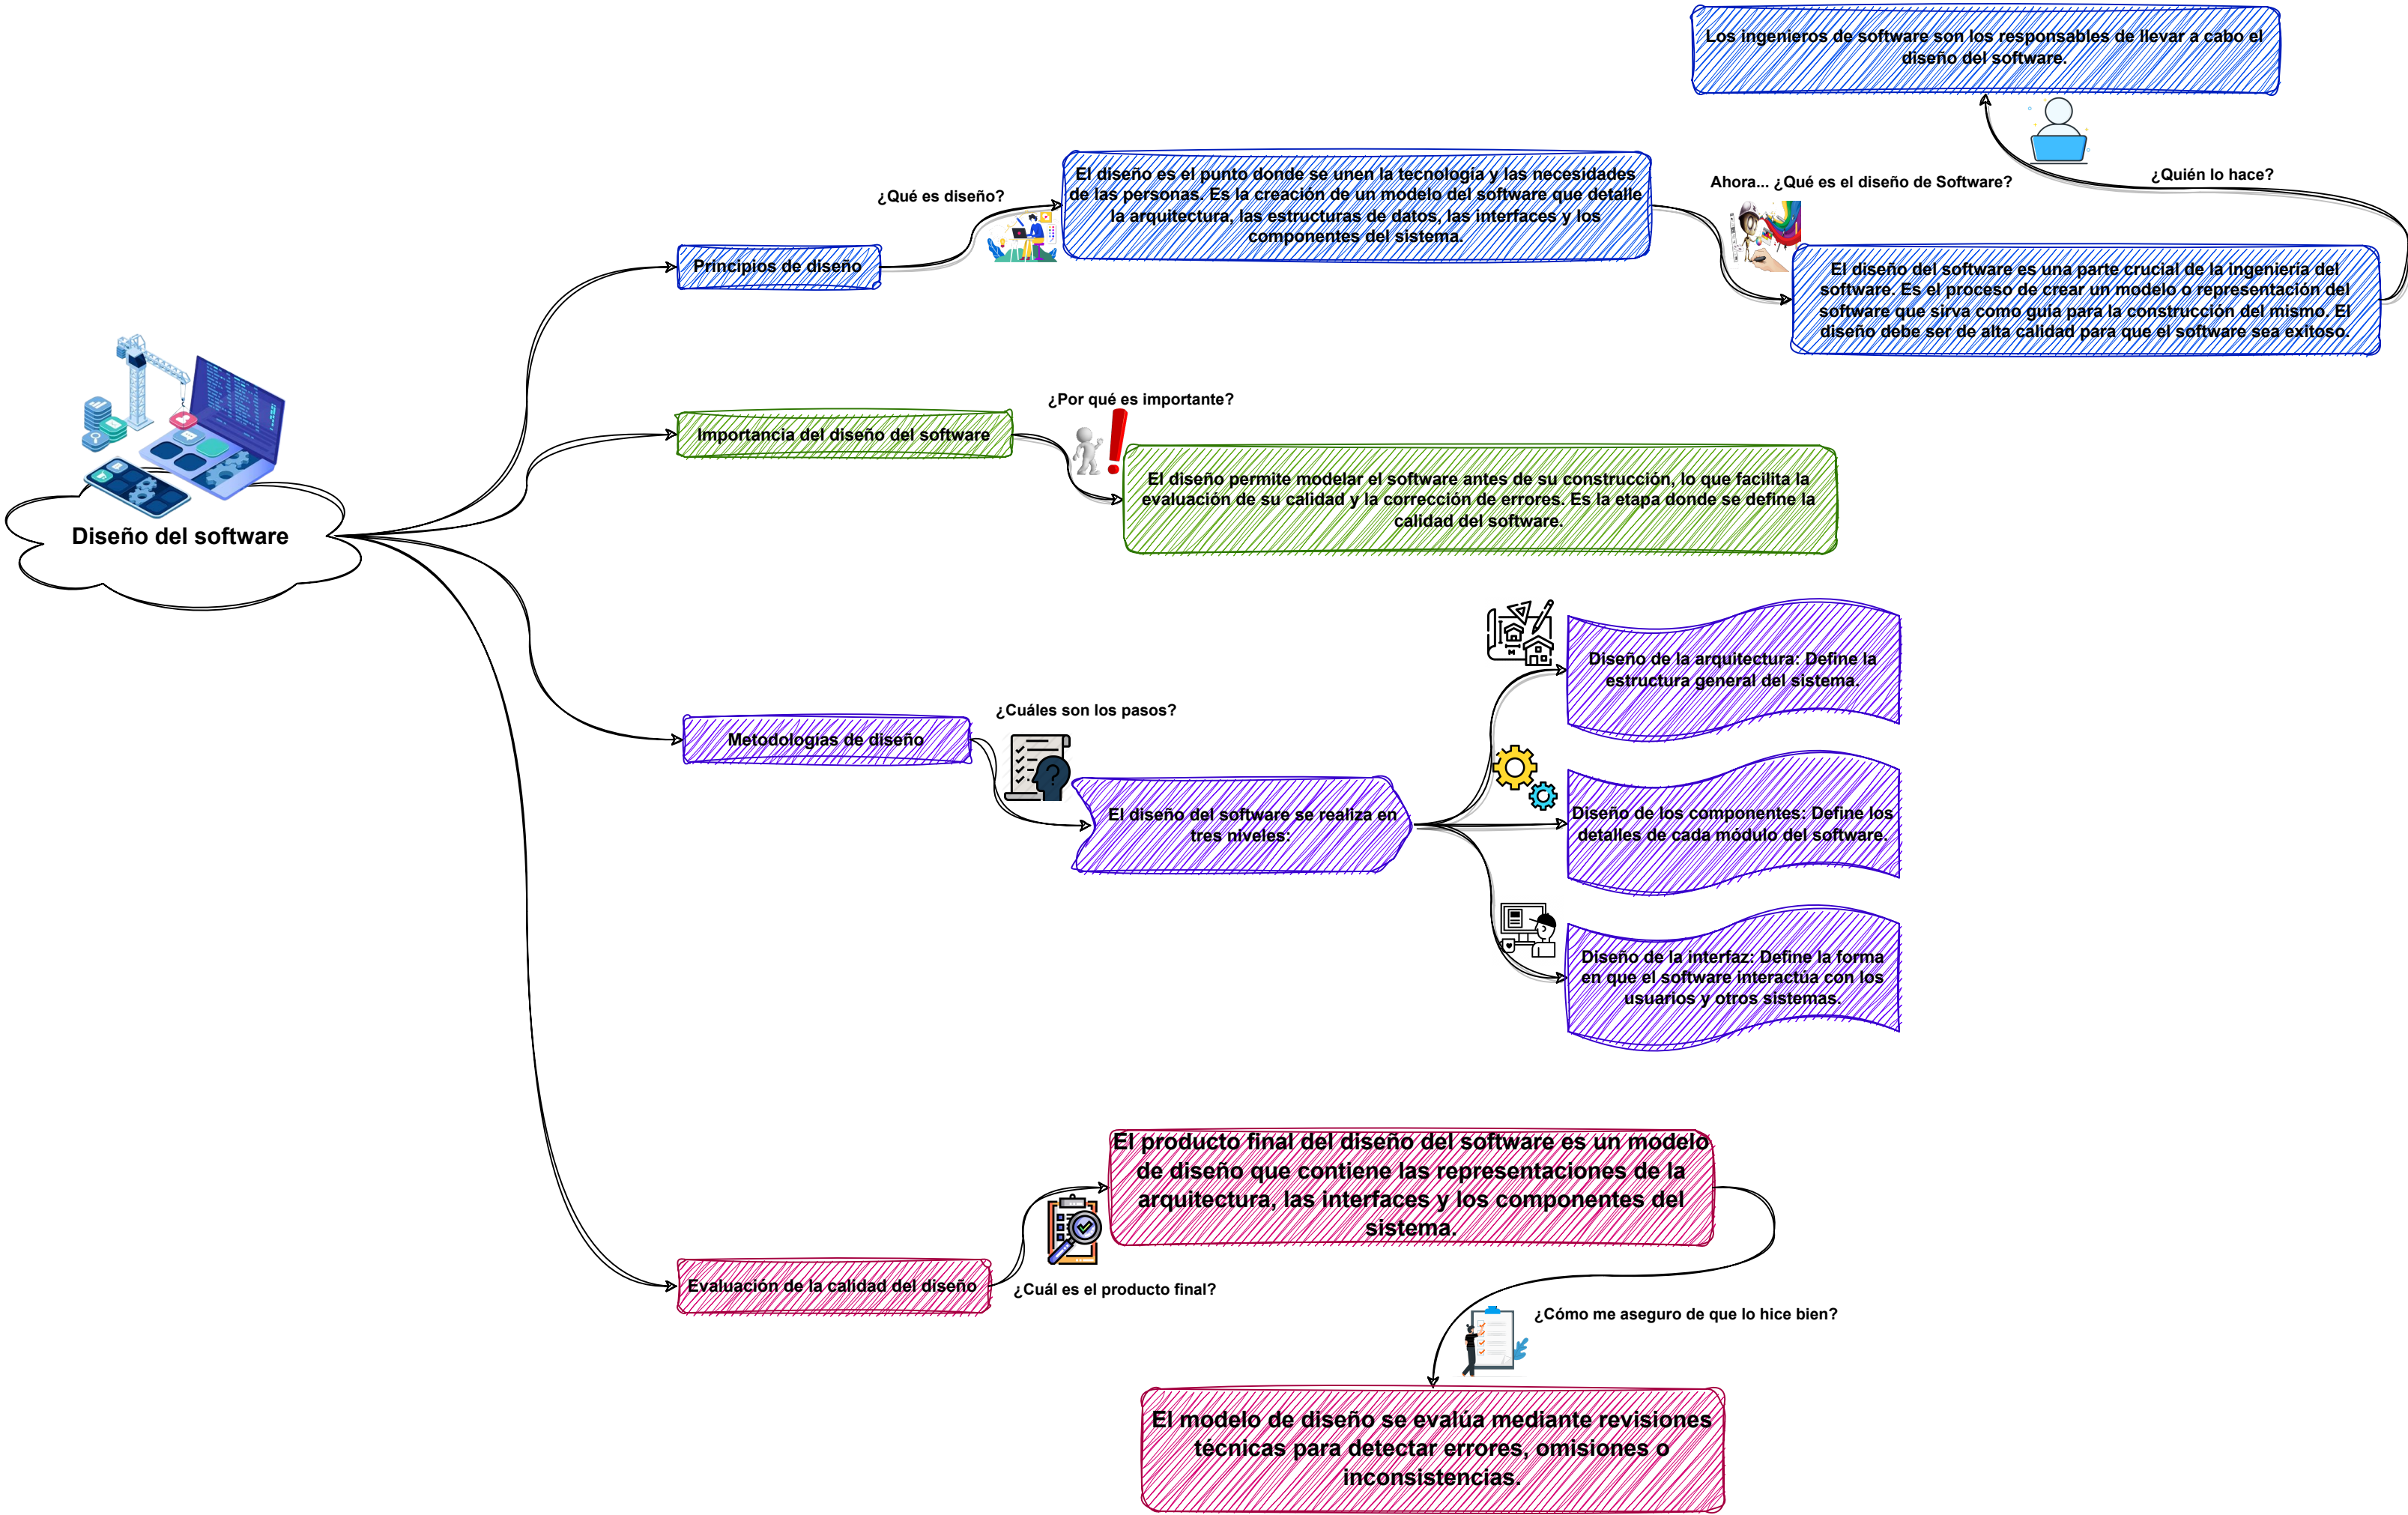 Diseño del software
Principios de diseño
¿Qué es diseño?
El diseño es el punto donde se unen la tecnología y las necesidades
de las personas. Es la creación de un modelo del software que detalle
la arquitectura, las estructuras de datos, las interfaces y los
componentes del sistema.
Ahora... ¿Qué es el diseño de Software?
El diseño del software es una parte crucial de la ingeniería del
software. Es el proceso de crear un modelo o representación del
software que sirva como guía para la construcción del mismo. El
diseño debe ser de alta calidad para que el software sea exitoso.
¿Quién lo hace?
Los ingenieros de software son los responsables de llevar a cabo el
diseño del software.
Importancia del diseño del software
¿Por qué es importante?
El diseño permite modelar el software antes de su construcción, lo que facilita la
evaluación de su calidad y la corrección de errores. Es la etapa donde se define la
calidad del software.
Metodologías de diseño
¿Cuáles son los pasos?
El diseño del software se realiza en
tres niveles:
Diseño de la arquitectura: Define la
estructura general del sistema.
Diseño de los componentes: Define los
detalles de cada módulo del software.
Diseño de la interfaz: Define la forma
en que el software interactúa con los
usuarios y otros sistemas.
Evaluación de la calidad del diseño
¿Cuál es el producto final?
El producto final del diseño del software es un modelo
de diseño que contiene las representaciones de la
arquitectura, las interfaces y los componentes del
sistema.
¿Cómo me aseguro de que lo hice bien?
El modelo de diseño se evalúa mediante revisiones
técnicas para detectar errores, omisiones o
inconsistencias.